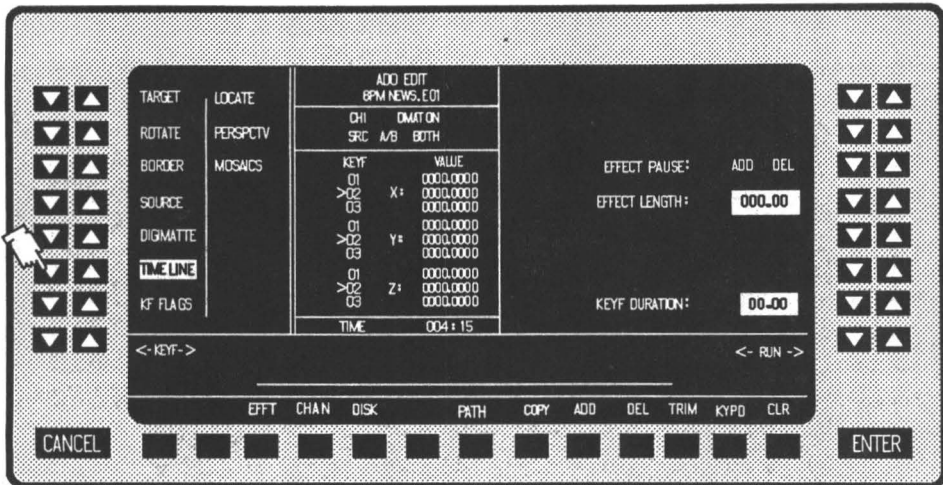 TARGET LOCATE
ROTATE PERSPCTV
BORDER MOSAICS
SOURCE
DIGIMATTE
TIME LINE
KF FLAGS
ADO EDIT
6PM NEWS.E01
CH1 DMAT ON
SRC A/B BOTH
KEYF VALUE
01 0000.0000
>02 X: 0000.0000
03 0000.0000
01 0000.0000
>02 Y: 0000.0000
03 0000.0000
01 0000.0000
>02 Z: 0000.0000
03 0000.0000
TIME 004:15
EFFECT PAUSE: ADD DEL
EFFECT LENGTH: 000.00
KEYF DURATION: 00.00
<-KEYF-> <- RUN ->
EFFT CHAN DISK PATH COPY ADD DEL TRIM KYPD CLR
CANCEL ENTER